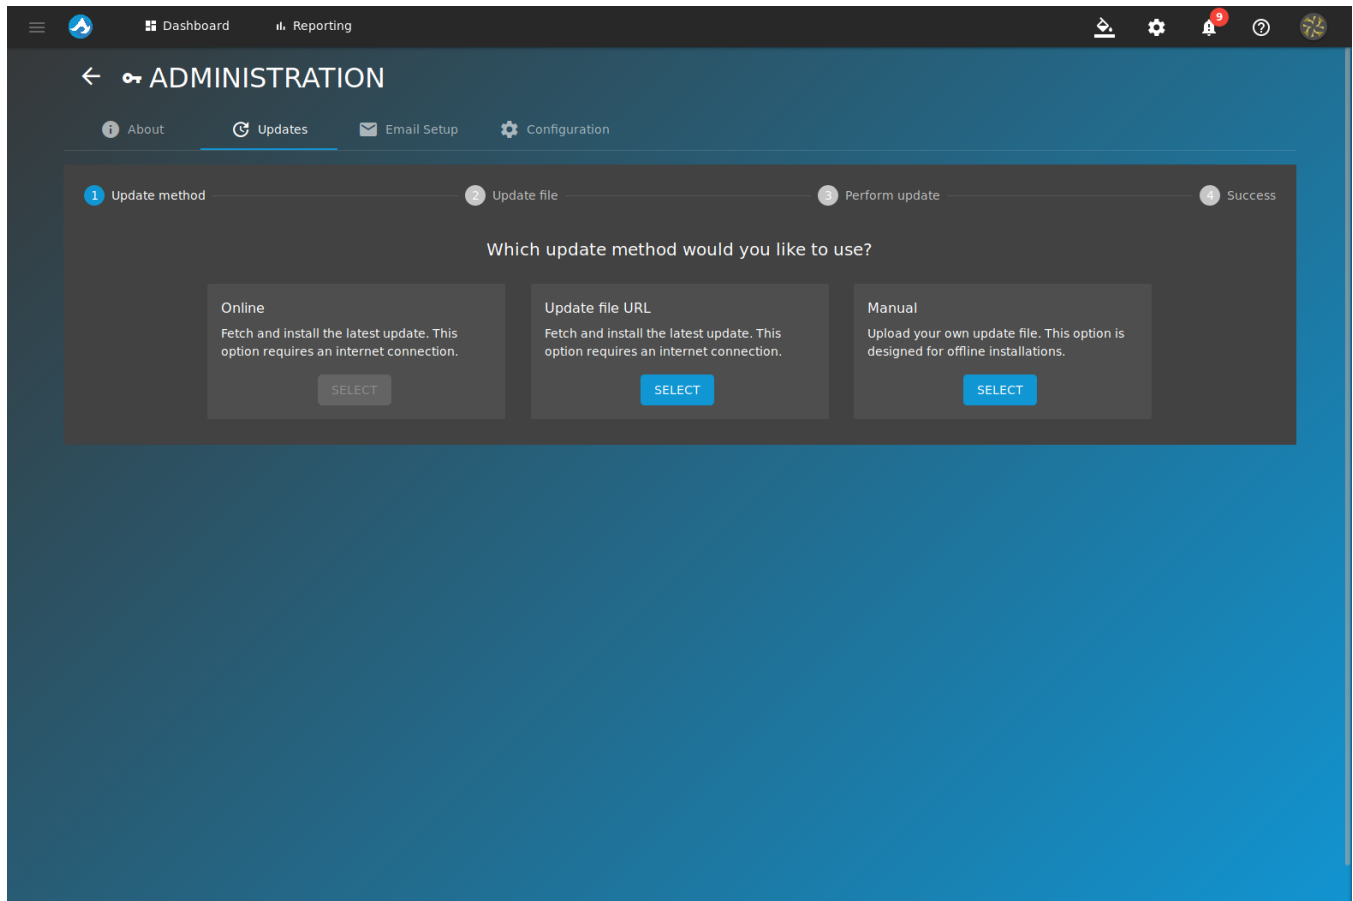 Dashboard
Reporting
9
ADMINISTRATION
About
Updates
Email Setup
Configuration
1 Update method
2 Update file
3 Perform update
4 Success
Which update method would you like to use?
Online
Fetch and install the latest update. This
option requires an internet connection.
SELECT
Update file URL
Fetch and install the latest update. This
option requires an internet connection.
SELECT
Manual
Upload your own update file. This option is
designed for offline installations.
SELECT